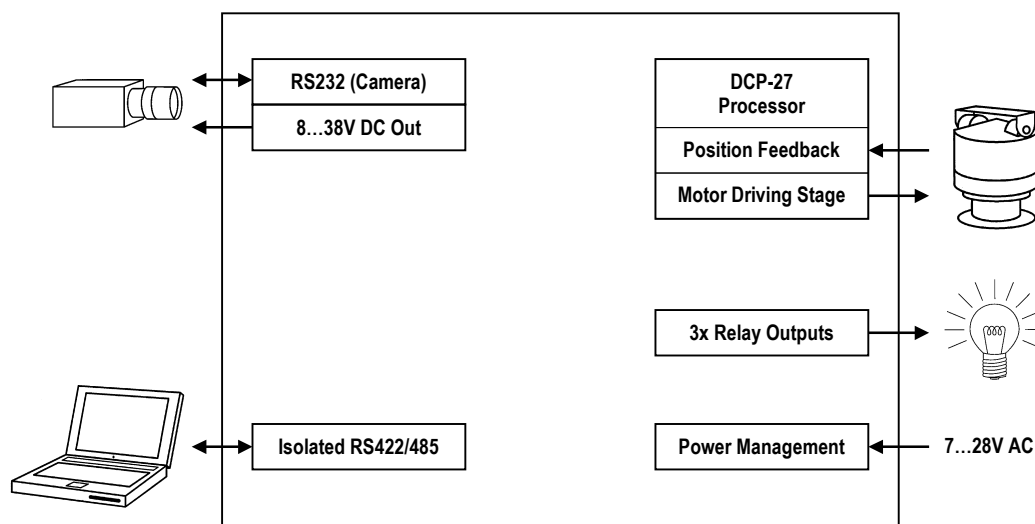 RS232 (Camera)
8…38V DC Out
DCP-27
Processor
Position Feedback
Motor Driving Stage
3x Relay Outputs
Isolated RS422/485
Power Management
7…28V AC